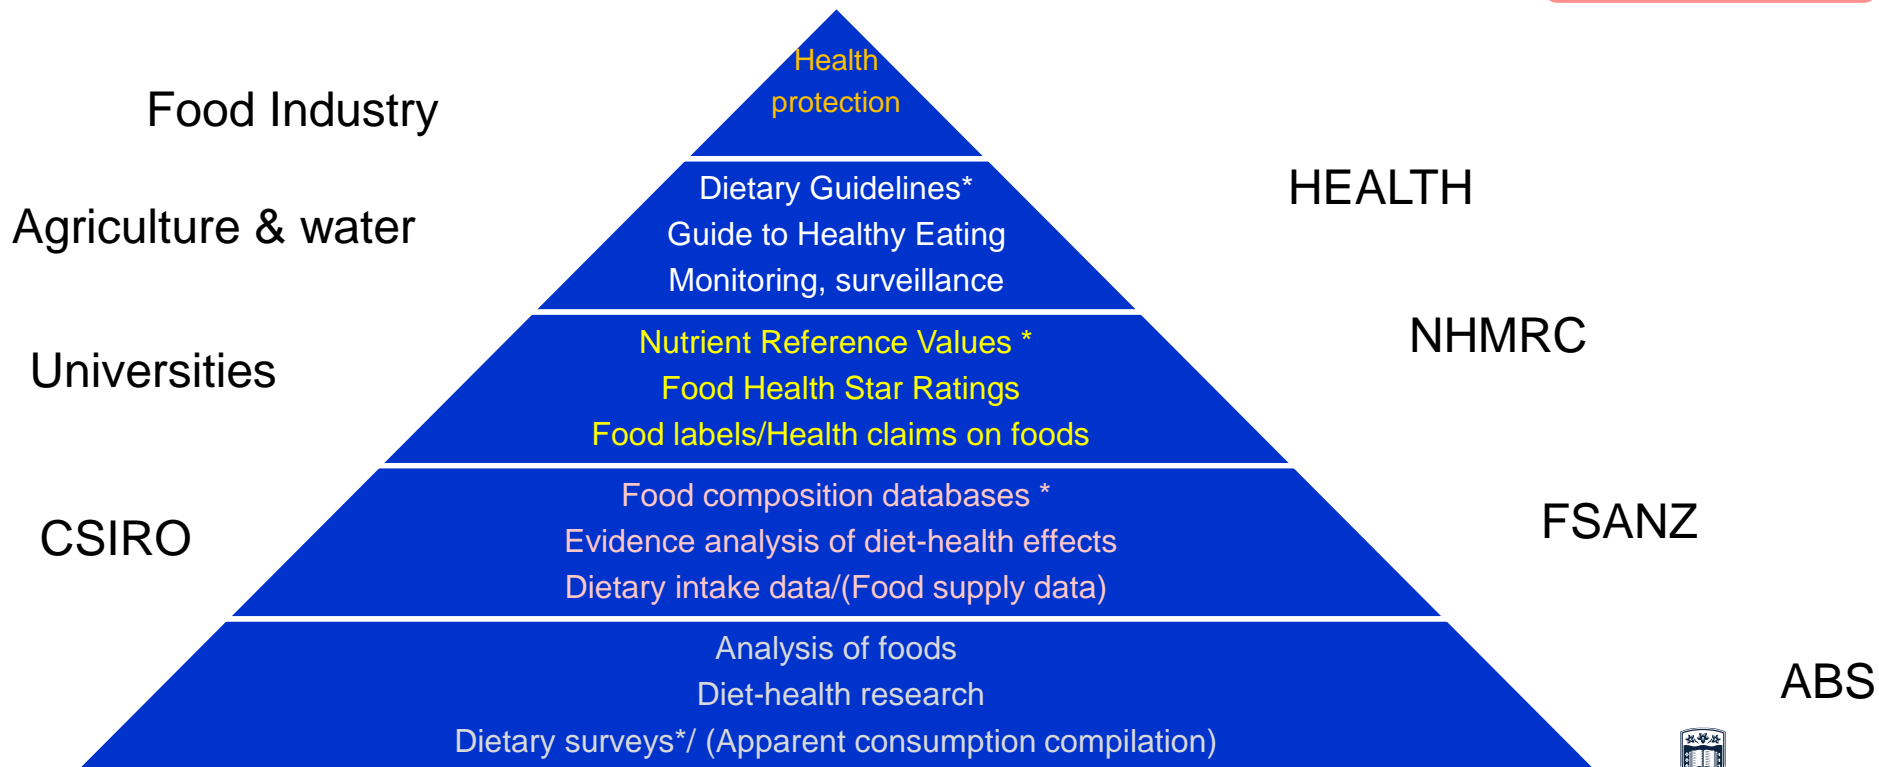 Health
protection
Food Industry
Dietary Guidelines*
HEALTH
Agriculture & water
Guide to Healthy Eating
Monitoring, surveillance
Nutrient Reference Values *
NHMRC
Universities
Food Health Star Ratings
Food labels/Health claims on foods
Food composition databases *
FSANZ
CSIRO
Evidence analysis of diet-health effects
Dietary intake data/(Food supply data)
Analysis of foods
ABS
Diet-health research
Dietary surveys*/ (Apparent consumption compilation)